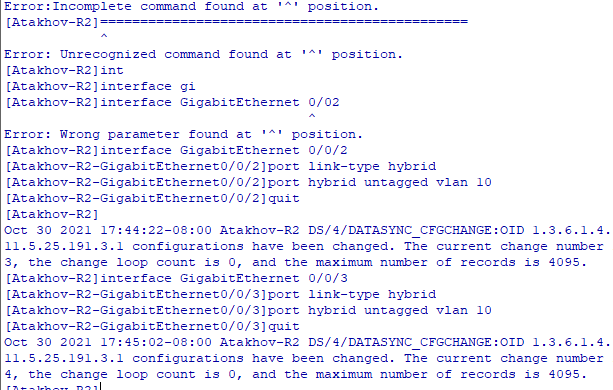 Error:Incomplete command found at '^' position.
[Atakhov-R2]==============================================
^
Error: Unrecognized command found at '^' position.
[Atakhov-R2]int
[Atakhov-R2]interface gi
[Atakhov-R2]interface GigabitEthernet 0/02
^
Error: Wrong parameter found at '^' position.
[Atakhov-R2]interface GigabitEthernet 0/0/2
[Atakhov-R2-GigabitEthernet0/0/2]port link-type hybrid
[Atakhov-R2-GigabitEthernet0/0/2]port hybrid untagged vlan 10
[Atakhov-R2-GigabitEthernet0/0/2]quit
[Atakhov-R2]
Oct 30 2021 17:44:22-08:00 Atakhov-R2 DS/4/DATASYNC_CFGCHANGE:OID 1.3.6.1.4.
11.5.25.191.3.1 configurations have been changed. The current change number
3, the change loop count is 0, and the maximum number of records is 4095.
[Atakhov-R2]interface GigabitEthernet 0/0/3
[Atakhov-R2-GigabitEthernet0/0/3]port link-type hybrid
[Atakhov-R2-GigabitEthernet0/0/3]port hybrid untagged vlan 10
[Atakhov-R2-GigabitEthernet0/0/3]quit
Oct 30 2021 17:45:02-08:00 Atakhov-R2 DS/4/DATASYNC_CFGCHANGE:OID 1.3.6.1.4.
11.5.25.191.3.1 configurations have been changed. The current change number
4, the change loop count is 0, and the maximum number of records is 4095.
[Atakhov-R2]